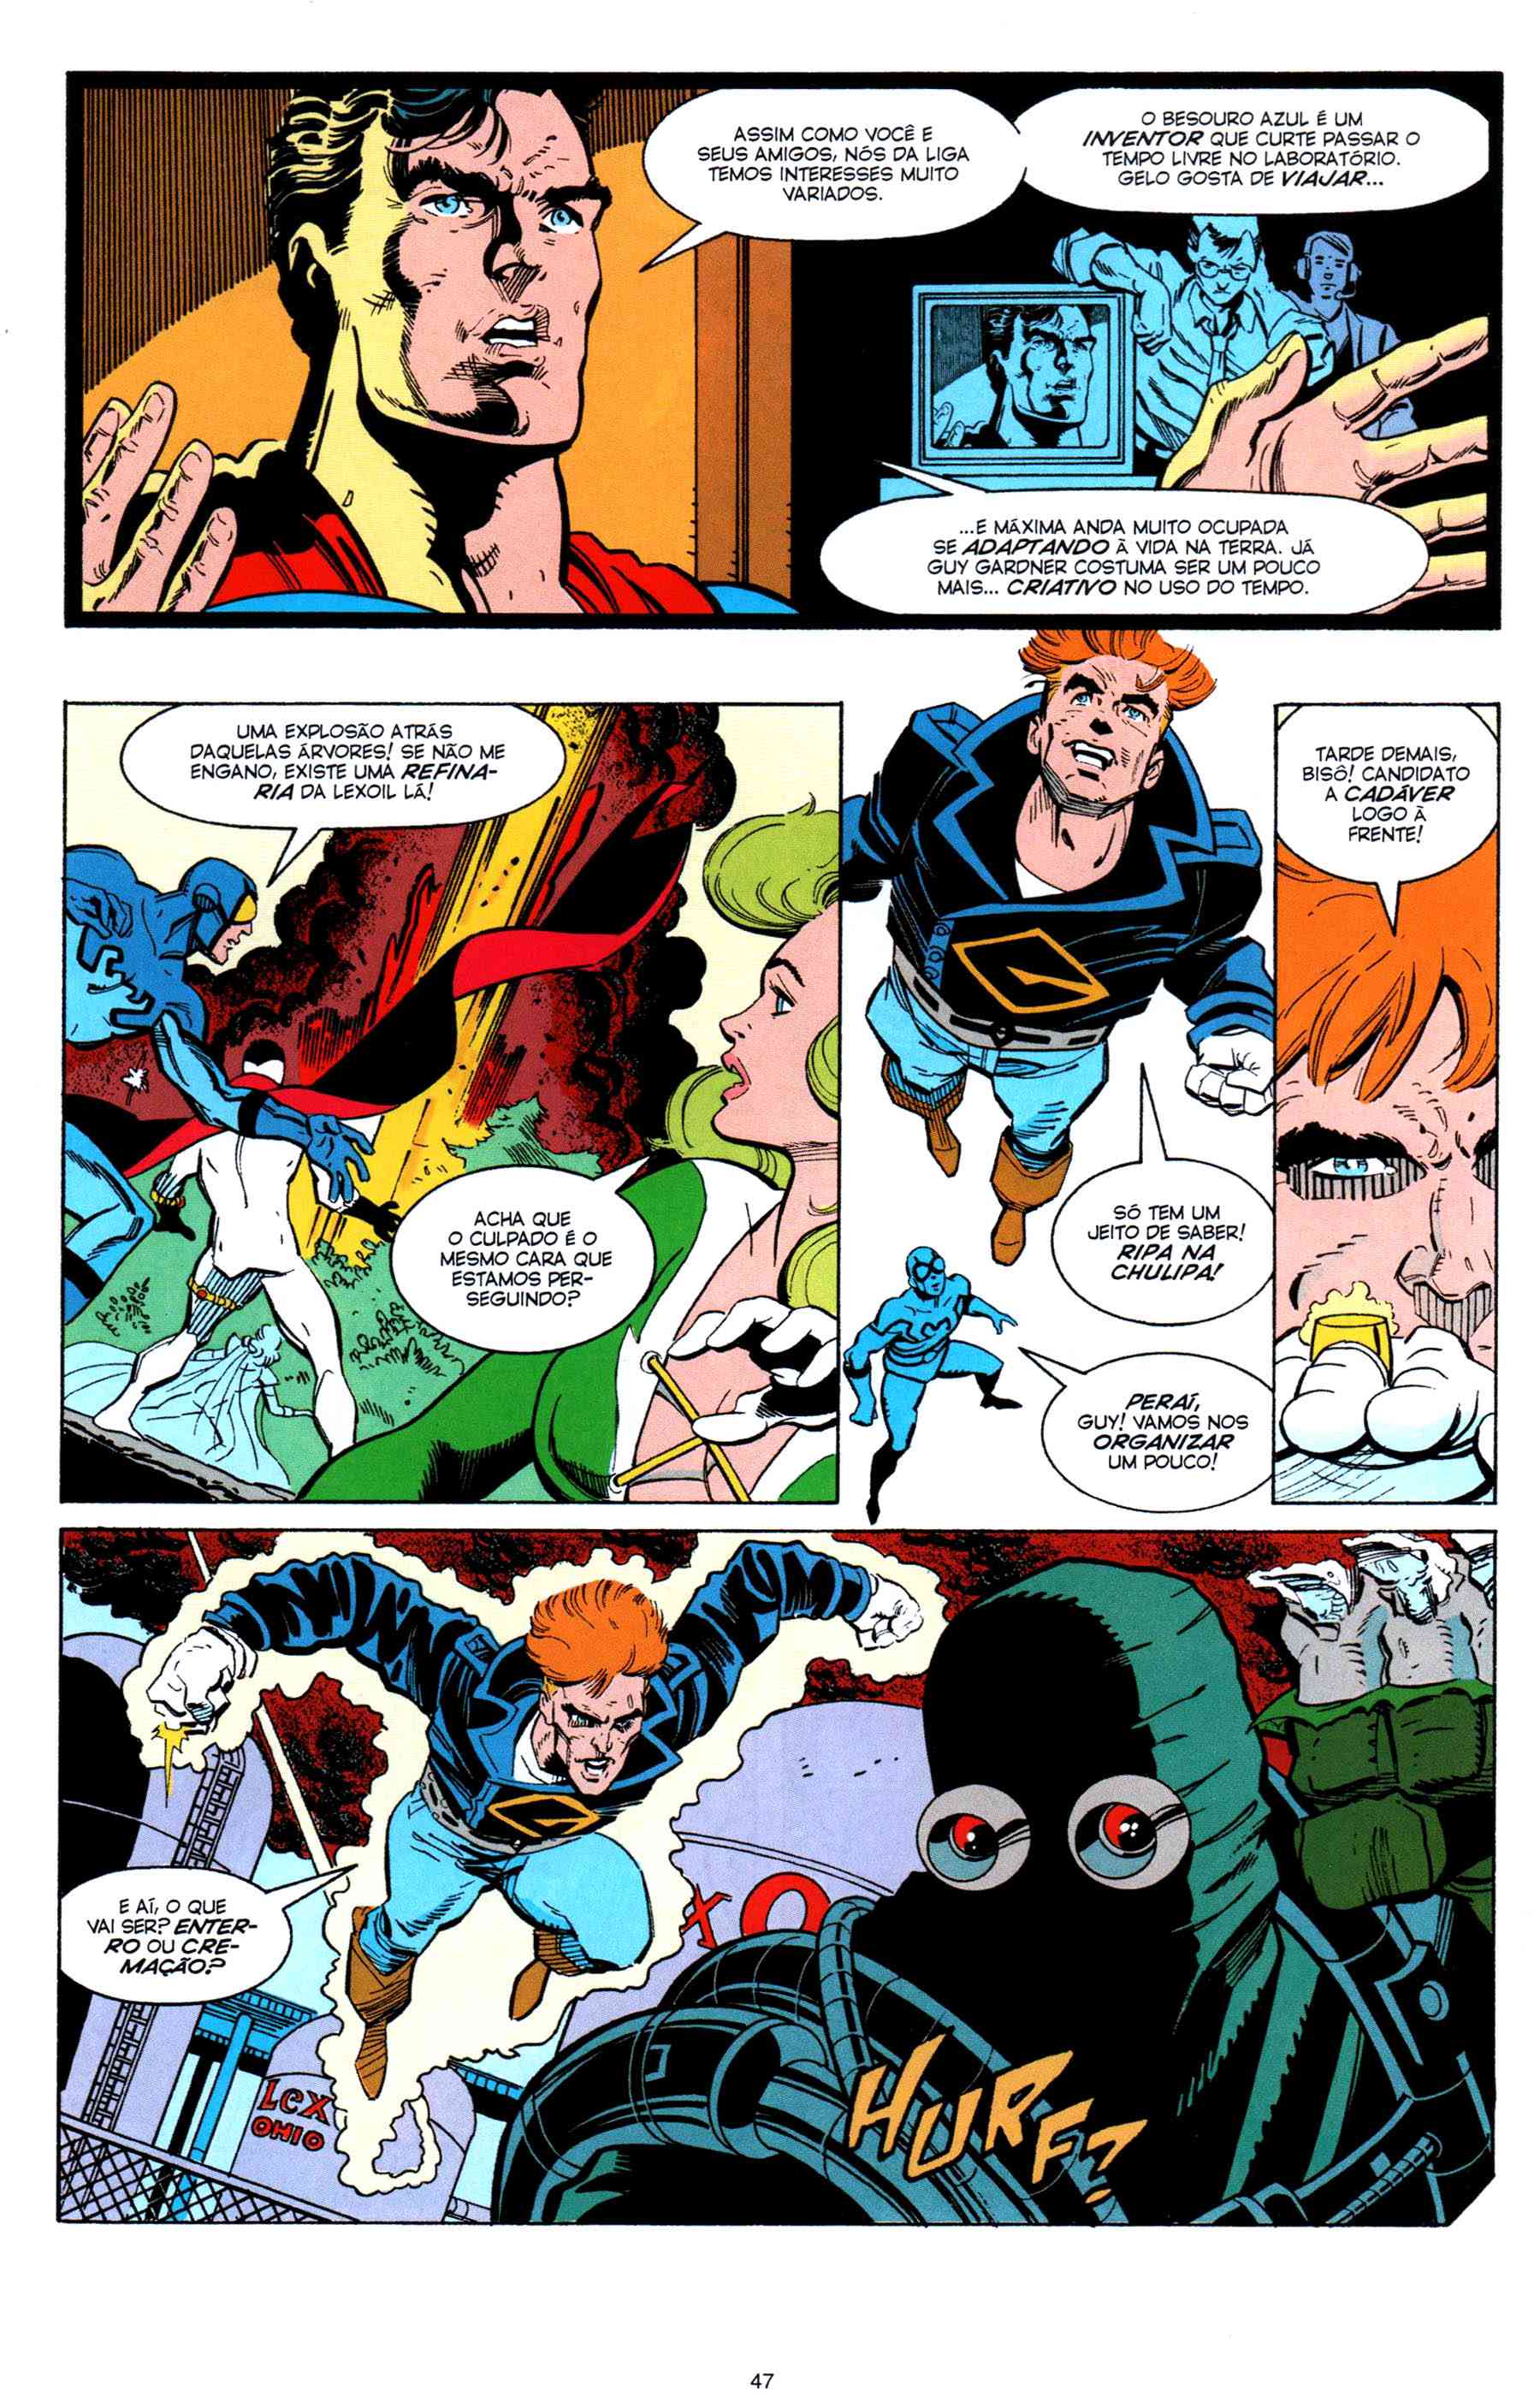 ASSIM COMO VOCÊ E
SEUS AMIGOS, NÓS DA LIGA
TEMOS INTERESSES MUITO
VARIADOS.
O BESOURO AZUL É UM
INVENTOR QUE CURTE PASSAR O
TEMPO LIVRE NO LABORATÓRIO.
GELO GOSTA DE VIAJAR...
...E MÁXIMA ANDA MUITO OCUPADA
SE ADAPTANDO À VIDA NA TERRA. JÁ
GUY GARDNER COSTUMA SER UM POUCO
MAIS... CRIATIVO NO USO DO TEMPO.
UMA EXPLOSÃO ATRÁS
DAQUELAS ÁRVORES! SE NÃO ME
ENGANO, EXISTE UMA REFINA-
RIA DA LEXOIL LÁ!
ACHA QUE
O CULPADO É O
MESMO CARA QUE
ESTAMOS PER-
SEGUINDO?
SÓ TEM UM
JEITO DE SABER!
RIPA NA
CHULIPA!
PERAÍ,
GUY! VAMOS NOS
ORGANIZAR
UM POUCO!
TARDE DEMAIS,
BISÔ! CANDIDATO
A CADÁVER
LOGO À
FRENTE!
E AÍ, O QUE
VAI SER? ENTER-
RO OU CRE-
MAÇÃO?
XO
LEX
OHIO
HURF?
47